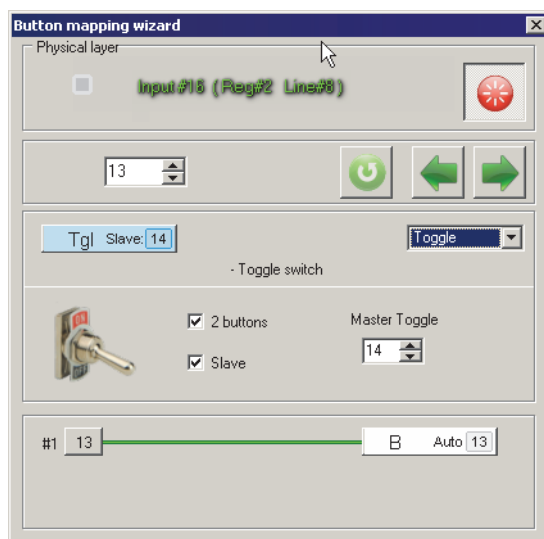 Button mapping wizard
Physical layer
Input #16 (Reg#2 Line#8)
13
Tgl Slave: 14
Toggle
- Toggle switch
2 buttons
Master Toggle
14
Slave
#1 13
B Auto 13